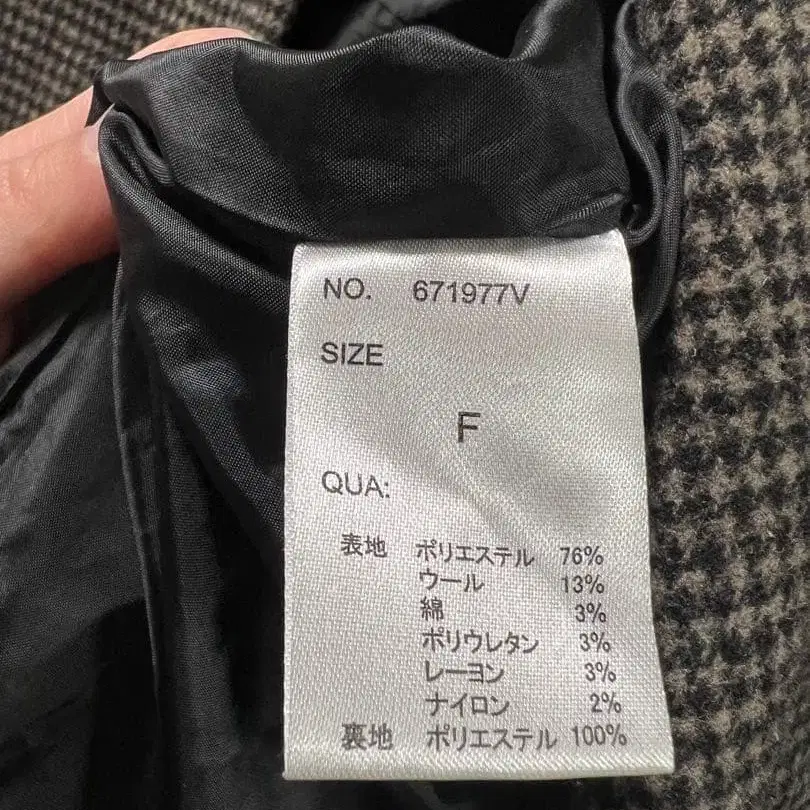 NO. 671977V
SIZE
F
QUA:
表地 ポリエステル 76%
ウール 13%
綿 3%
ポリウレタン 3%
レーヨン 3%
ナイロン 2%
裏地 ポリエステル 100%